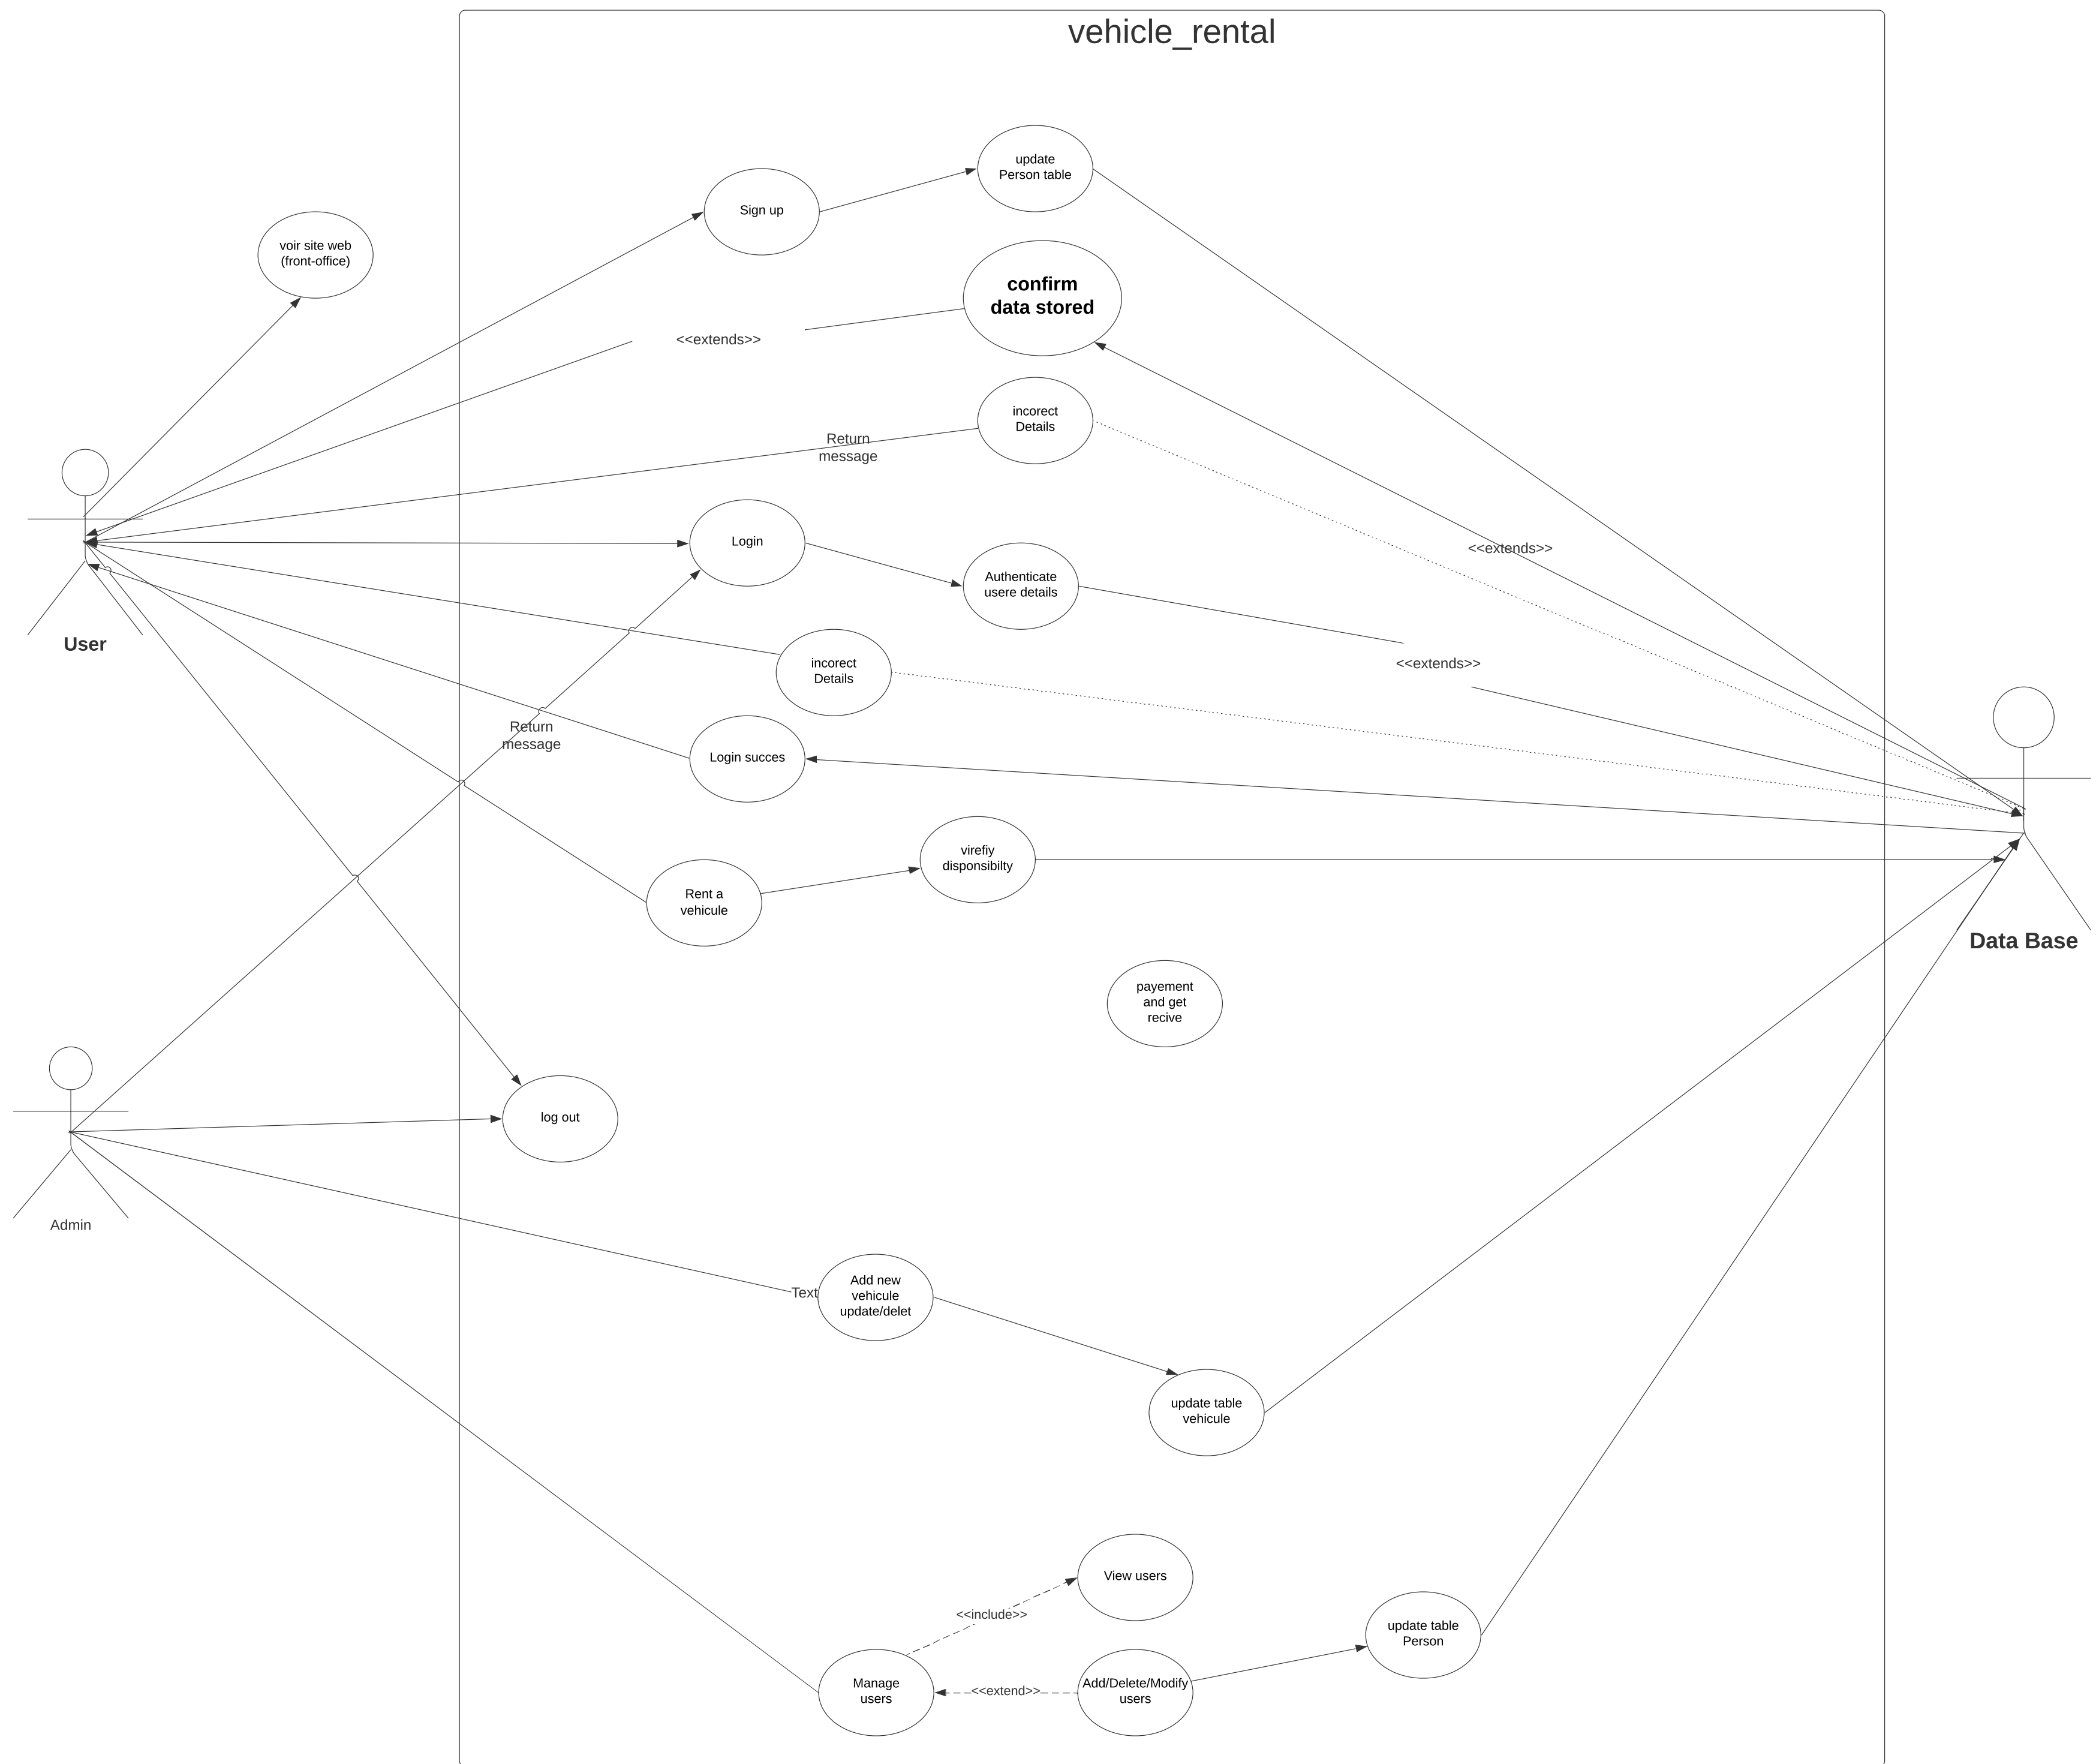 vehicle_rental
update
Person table
Sign up
voir site web
(front-office)
confirm
data stored
<<extends>>
incorect
Details
Return
message
Login
<<extends>>
Authenticate
usere details
User
incorect
Details
<<extends>>
Return
message
Login succes
virefiy
disponsibilty
Rent a
vehicule
Data Base
payement
and get
recive
log out
Admin
Add new
vehicule
update/delet
Text
update table
vehicule
View users
<<include>>
update table
Person
Manage
users
<<extend>>
Add/Delete/Modify
users